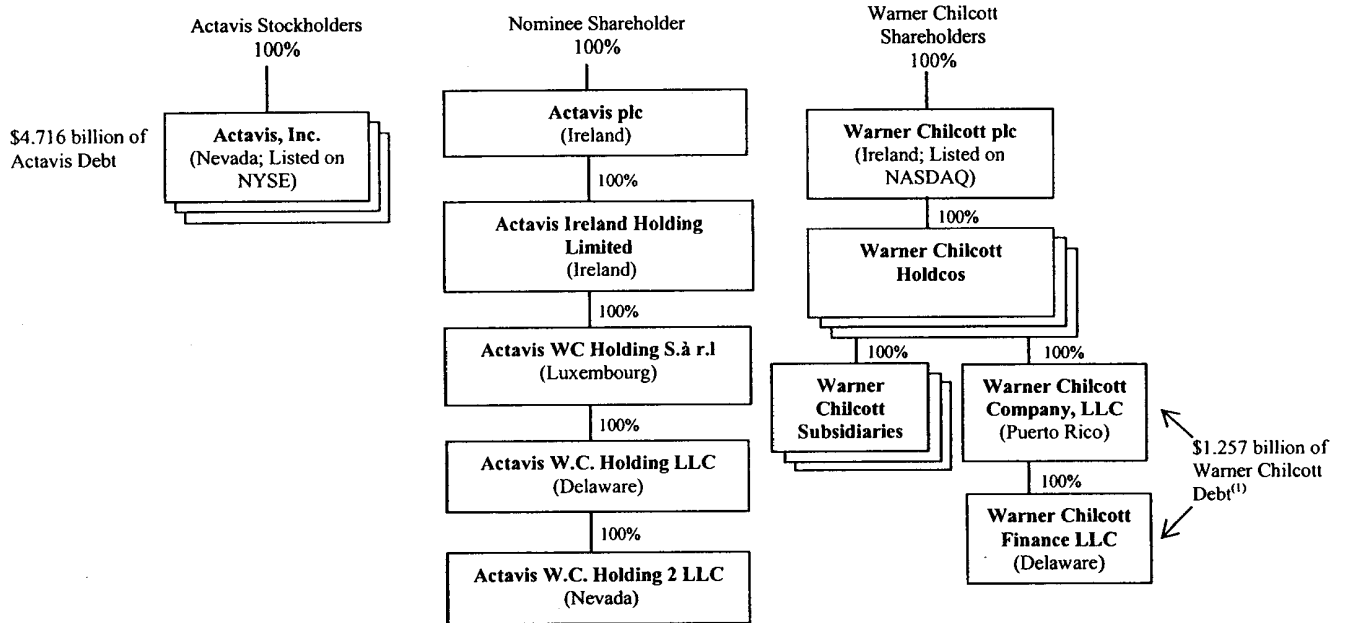 Actavis Stockholders
100%
$4.716 billion of
Actavis Debt
Actavis, Inc.
(Nevada; Listed on
NYSE)
Nominee Shareholder
100%
Actavis plc
(Ireland)
100%
Actavis Ireland Holding
Limited
(Ireland)
100%
Actavis WC Holding S.à r.l
(Luxembourg)
100%
Actavis W.C. Holding LLC
(Delaware)
100%
Actavis W.C. Holding 2 LLC
(Nevada)
Warner Chilcott
Shareholders
100%
Warner Chilcott plc
(Ireland; Listed on
NASDAQ)
100%
Warner Chilcott
Holdcos
100%
Warner
Chilcott
Subsidiaries
100%
Warner Chilcott
Company, LLC
(Puerto Rico)
100%
Warner Chilcott
Finance LLC
(Delaware)
$1.257 billion of
Warner Chilcott
Debt(1)